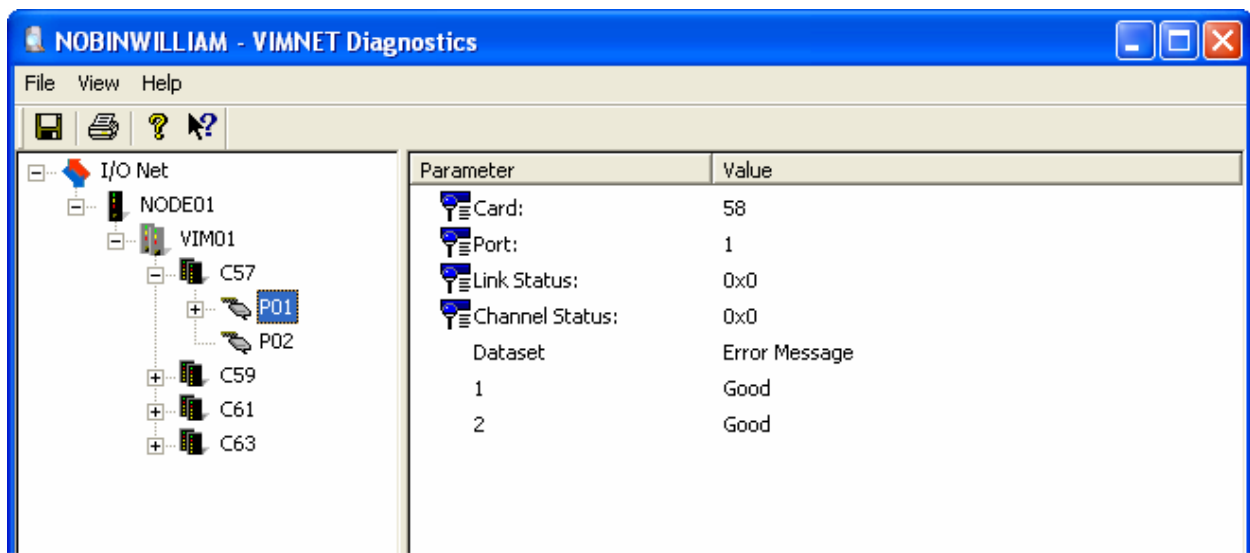 NOBINWILLIAM - VIMNET Diagnostics
File View Help
I/O Net
NODE01
VIM01
C57
P01
P02
C59
C61
C63
Parameter Value
Card: 58
Port: 1
Link Status: 0x0
Channel Status: 0x0
Dataset Error Message
1 Good
2 Good